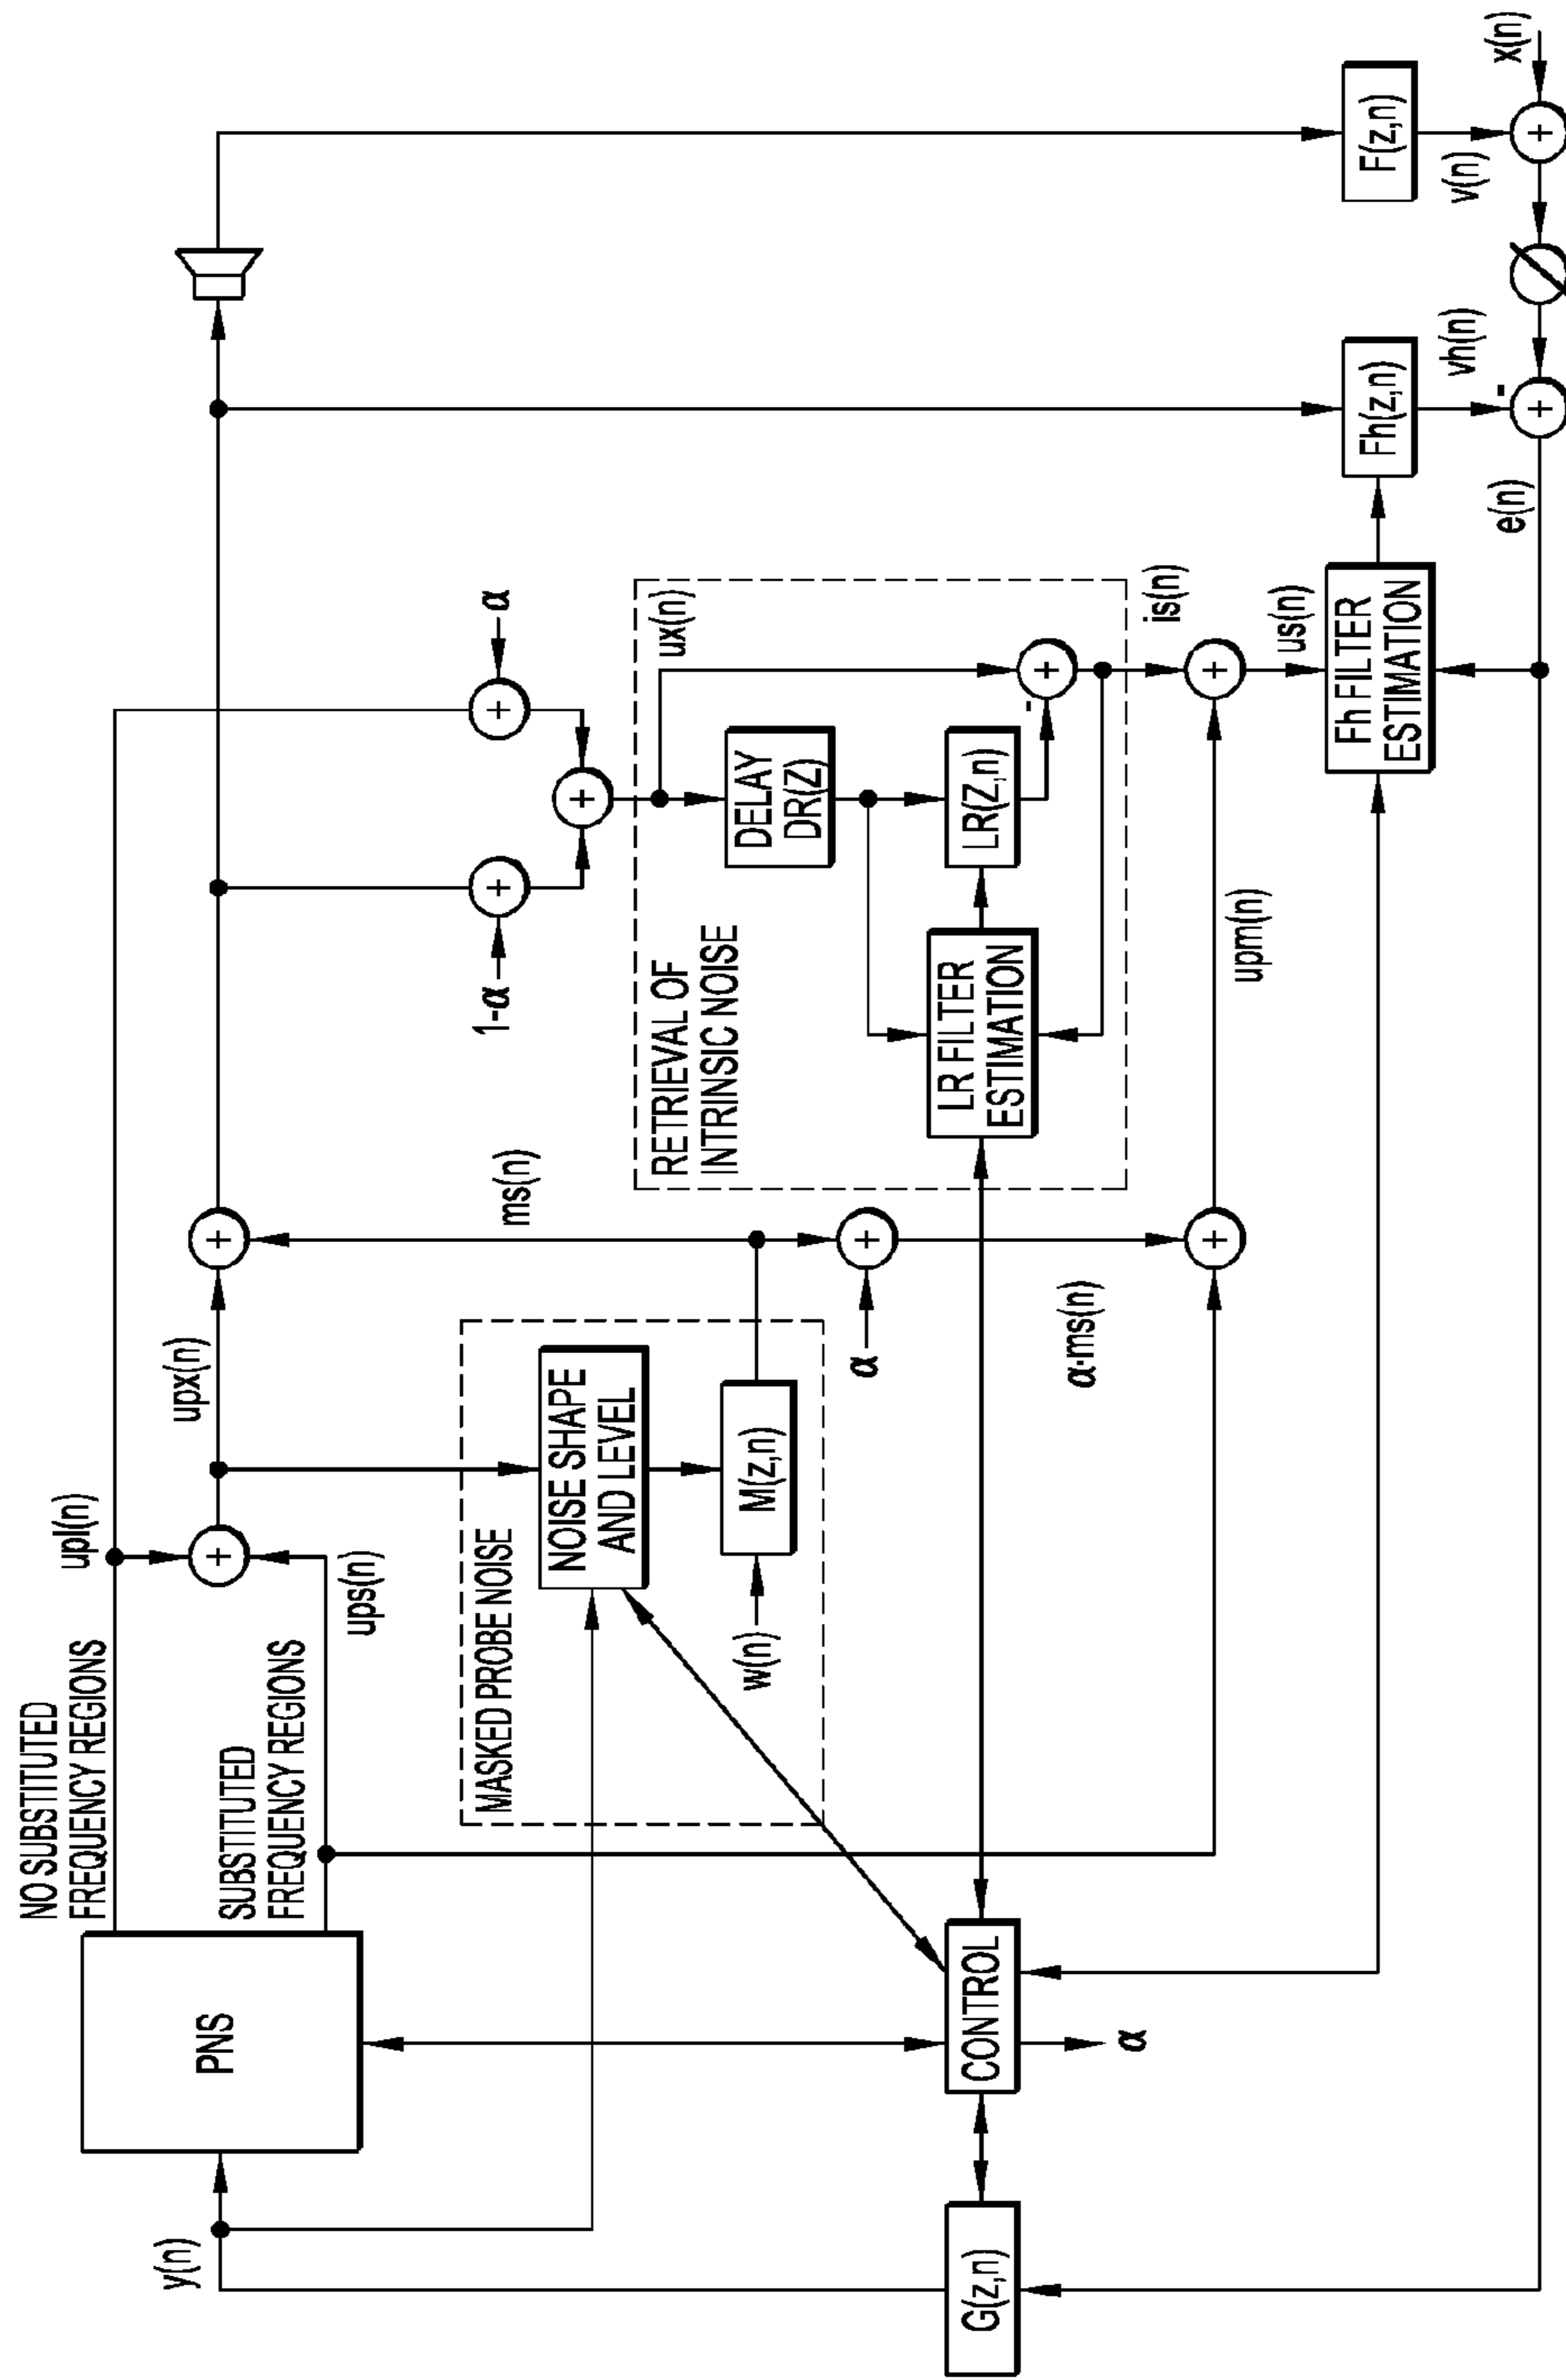 NO SUBSTITUTED
FREQUENCY REGIONS
upl(n)
SUBSTITUTED
FREQUENCY REGIONS
ups(n)
y(n)
PNS
+
upx(n)
+
ms(n)
MASKED PROBE NOISE
NOISE SHAPE
AND LEVEL
w(n)
M(z,n)
α
+
α·ms(n)
1-α
+
+
α
+
RETRIEVAL OF
INTRINSIC NOISE
ux(n)
DELAY
DR(Z)
LR FILTER
ESTIMATION
LR(Z,n)
-
+
is(n)
G(z,n)
CONTROL
α
+
upm(n)
+
us(n)
Fh FILTER
ESTIMATION
Fh(z,n)
F(z,n)
e(n)
vh(n)
-
+
v(n)
+
x(n)